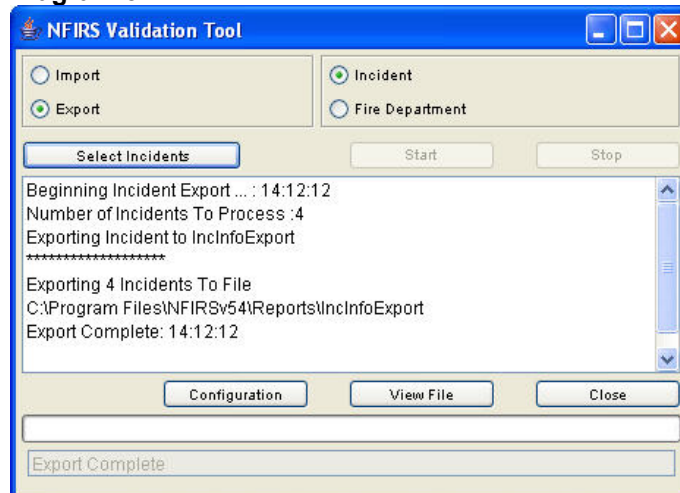 NFIRS Validation Tool
Import
Incident
Export
Fire Department
Select Incidents
Start
Stop
Beginning Incident Export ... : 14:12:12
Number of Incidents To Process :4
Exporting Incident to IncInfoExport
*******************
Exporting 4 Incidents To File
C:\Program Files\NFIRSv54\Reports\IncInfoExport
Export Complete: 14:12:12
Configuration
View File
Close
Export Complete